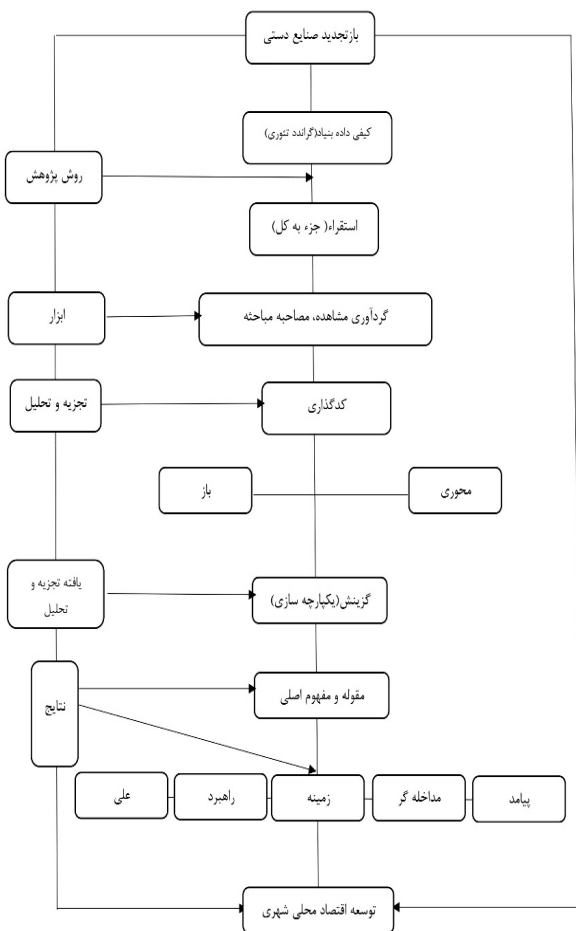 بازتجدید صنایع دستی
کیفی داده بنیاد(گراندد تئوری)
روش پژوهش
استقراء( جزء به کل)
ابزار
گردآوری مشاهده، مصاحبه مباحثه
تجزیه و تحلیل
کدگذاری
محوری
باز
یافته تجزیه و
تحلیل
گزینش(یکپارچه سازی)
نتایج
مقوله و مفهوم اصلی
پیامد
مداخله گر
زمینه
راهبرد
علی
توسعه اقتصاد محلی شهری